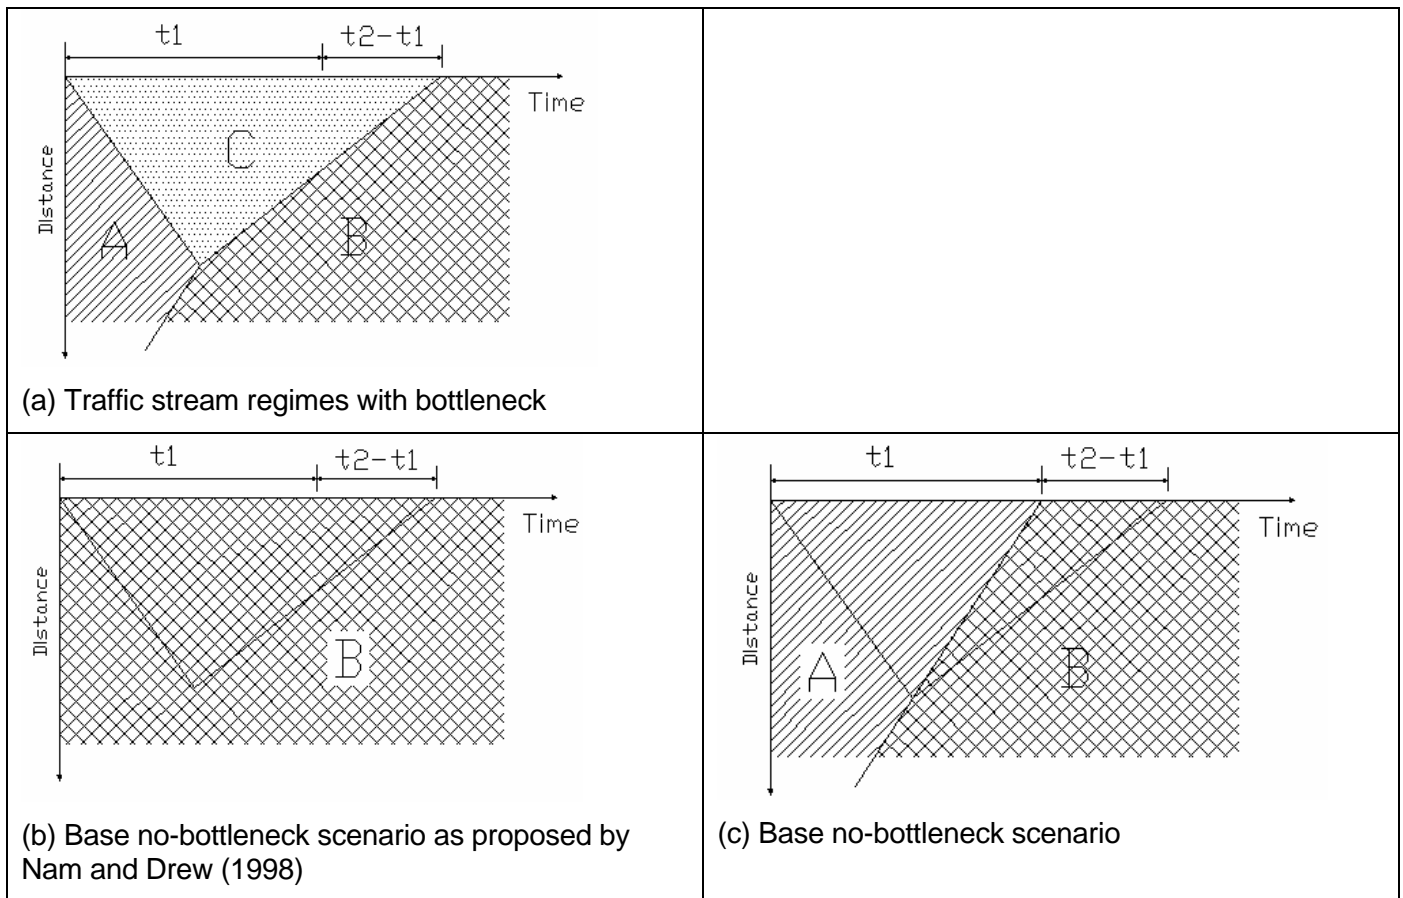 t1
t2-t1
Time
DIstance
C
A
B
(a) Traffic stream regimes with bottleneck
t1
t2-t1
Time
DIstance
B
(b) Base no-bottleneck scenario as proposed by
Nam and Drew (1998)
t1
t2-t1
Time
DIstance
A
B
(c) Base no-bottleneck scenario